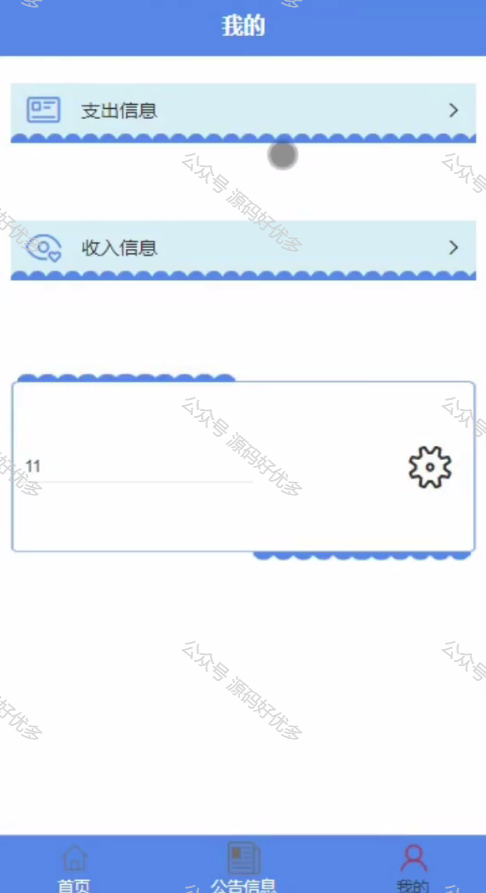 我的
支出信息
公众号 源码好优多
收入信息
11
公众号 源码好优多
公众号 源码好优多
首页
公告信息
我的